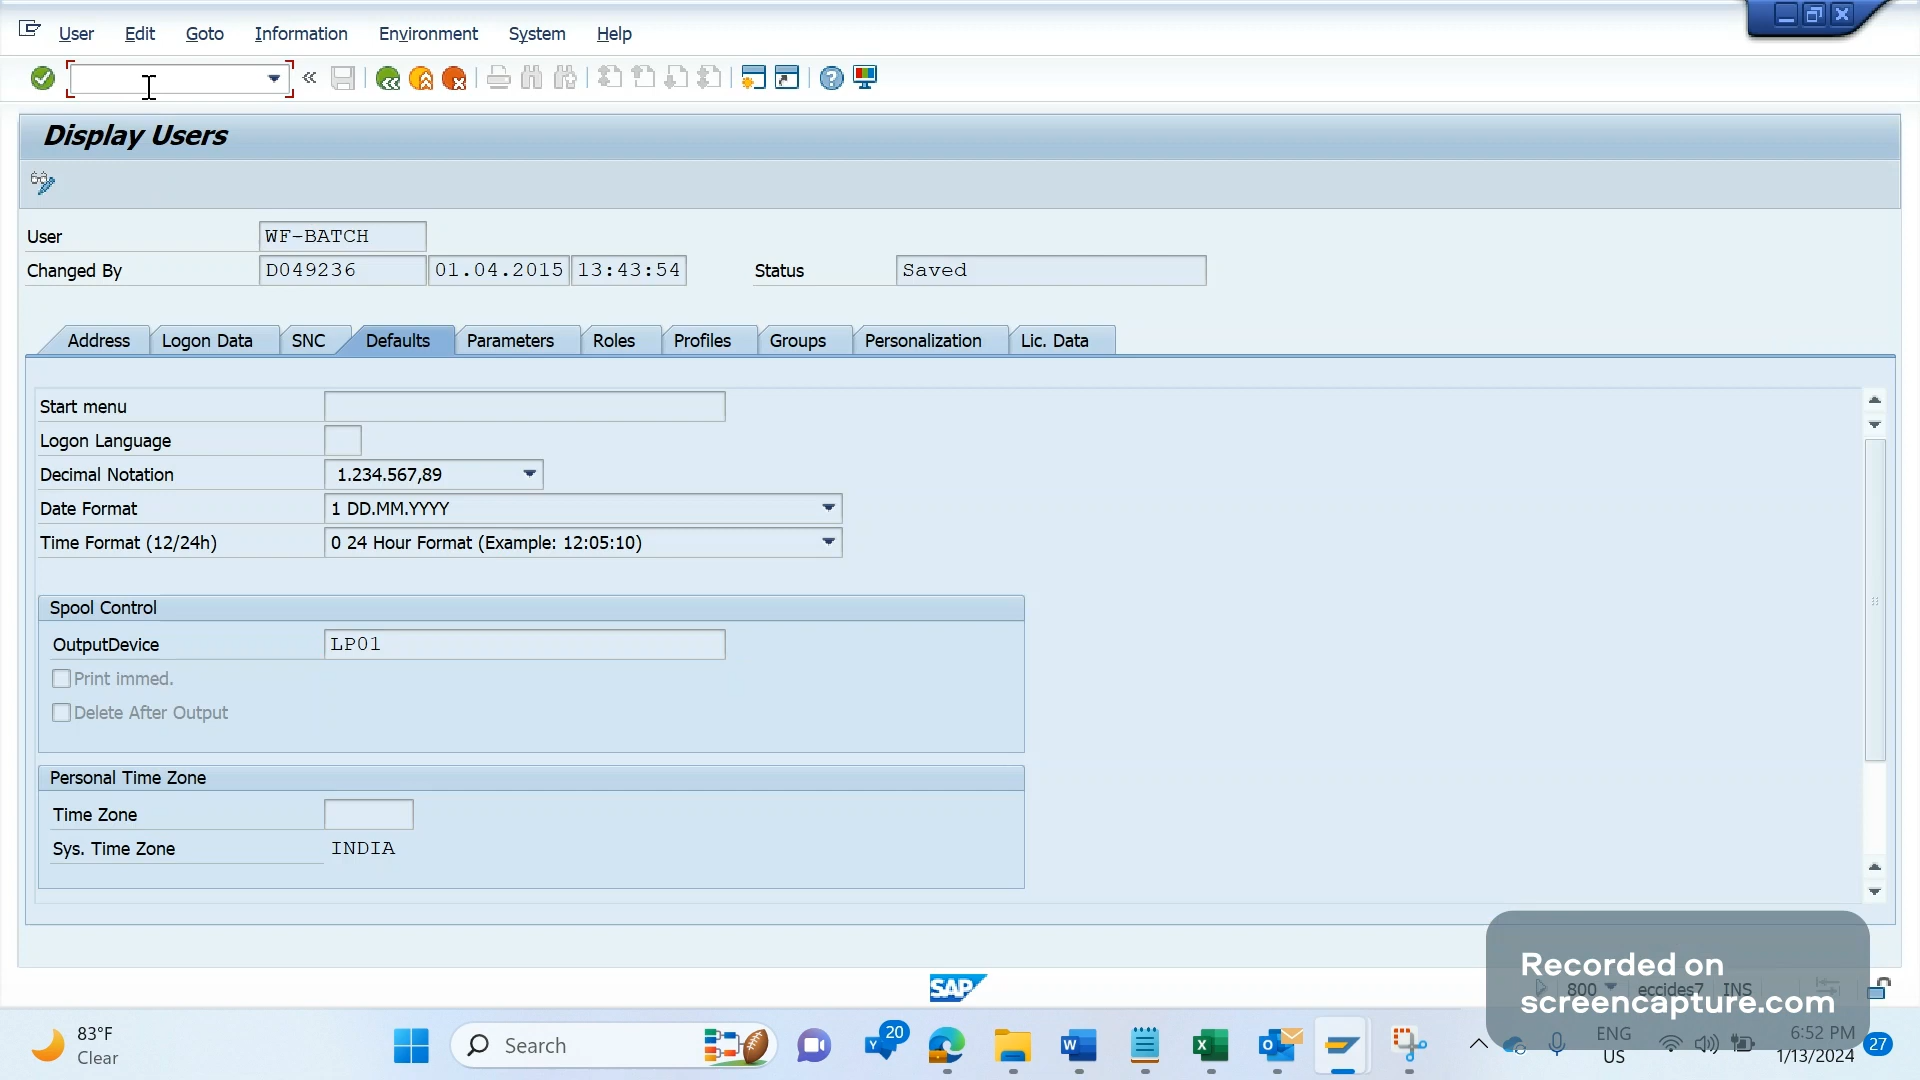 User Edit Goto Information Environment System Help
Display Users
User WF-BATCH
Changed By D049236 01.04.2015 13:43:54 Status Saved
Address Logon Data SNC Defaults Parameters Roles Profiles Groups Personalization Lic. Data
Start menu
Logon Language
Decimal Notation 1.234.567,89
Date Format 1 DD.MM.YYYY
Time Format (12/24h) 0 24 Hour Format (Example: 12:05:10)
Spool Control
OutputDevice LP01
Print immed.
Delete After Output
Personal Time Zone
Time Zone
Sys. Time Zone INDIA
SAP
800 eccides7 INS
Recorded on
screencapture.com
83°F
Clear
Search
20
ENG
US
6:52 PM
1/13/2024
27